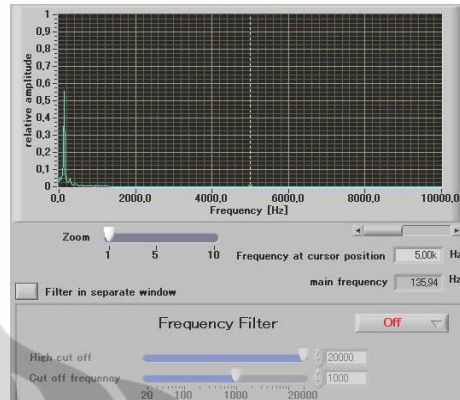 1
0,9
0,8
0,7
0,6
0,5
0,4
0,3
0,2
0,1
0
relative amplitude
0,0 2000,0 4000,0 6000,0 8000,0 10000,0
Frequency [Hz]
Zoom
1 5 10
Frequency at cursor position 5,00k Hz
main frequency 135,94 Hz
Filter in separate window
Frequency Filter Off
High cut off 20000
Cut off frequency 1000
20 100 1000 20000